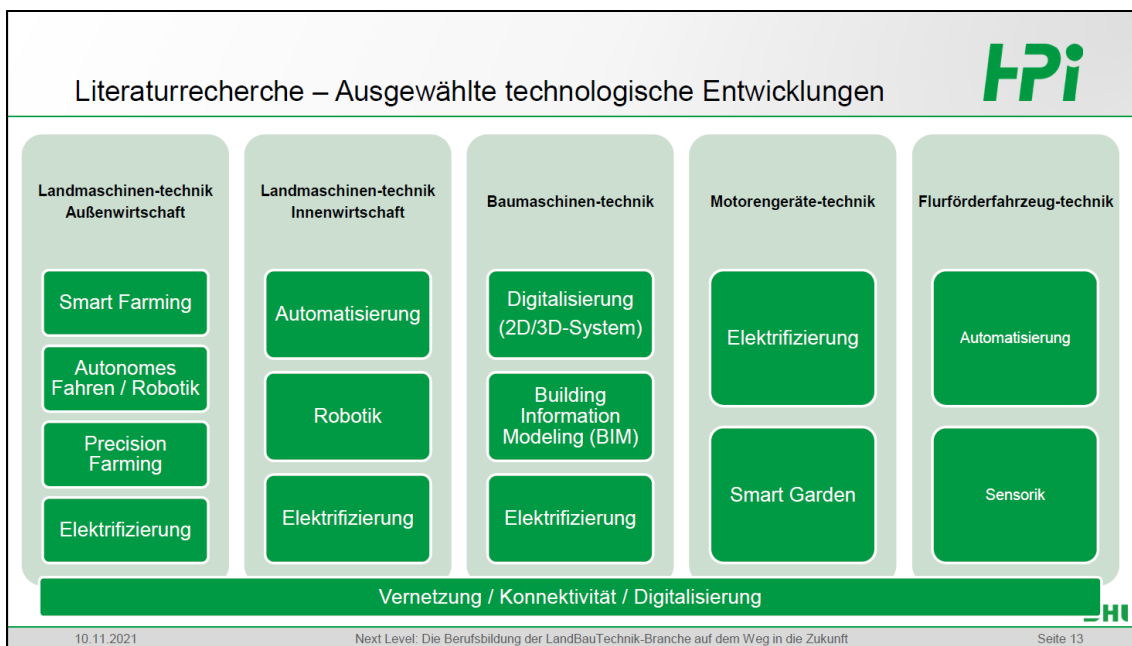 Literaturrecherche – Ausgewählte technologische Entwicklungen
HPi
Landmaschinen-technik
Außenwirtschaft
Smart Farming
Autonomes
Fahren / Robotik
Precision
Farming
Elektrifizierung
Landmaschinen-technik
Innenwirtschaft
Automatisierung
Robotik
Elektrifizierung
Baumaschinen-technik
Digitalisierung
(2D/3D-System)
Building
Information
Modeling (BIM)
Elektrifizierung
Motorengeräte-technik
Elektrifizierung
Smart Garden
Flurförderfahrzeug-technik
Automatisierung
Sensorik
Vernetzung / Konnektivität / Digitalisierung
10.11.2021
Next Level: Die Berufsbildung der LandBauTechnik-Branche auf dem Weg in die Zukunft
Seite 13